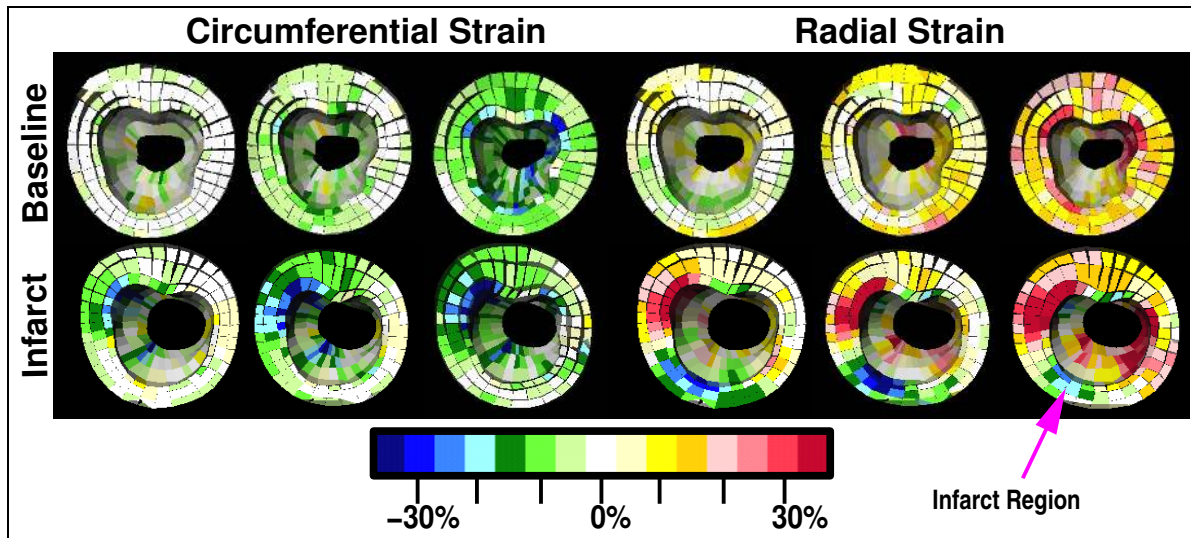 Circumferential Strain
Radial Strain
Baseline
Infarct
−30%
0%
30%
Infarct Region